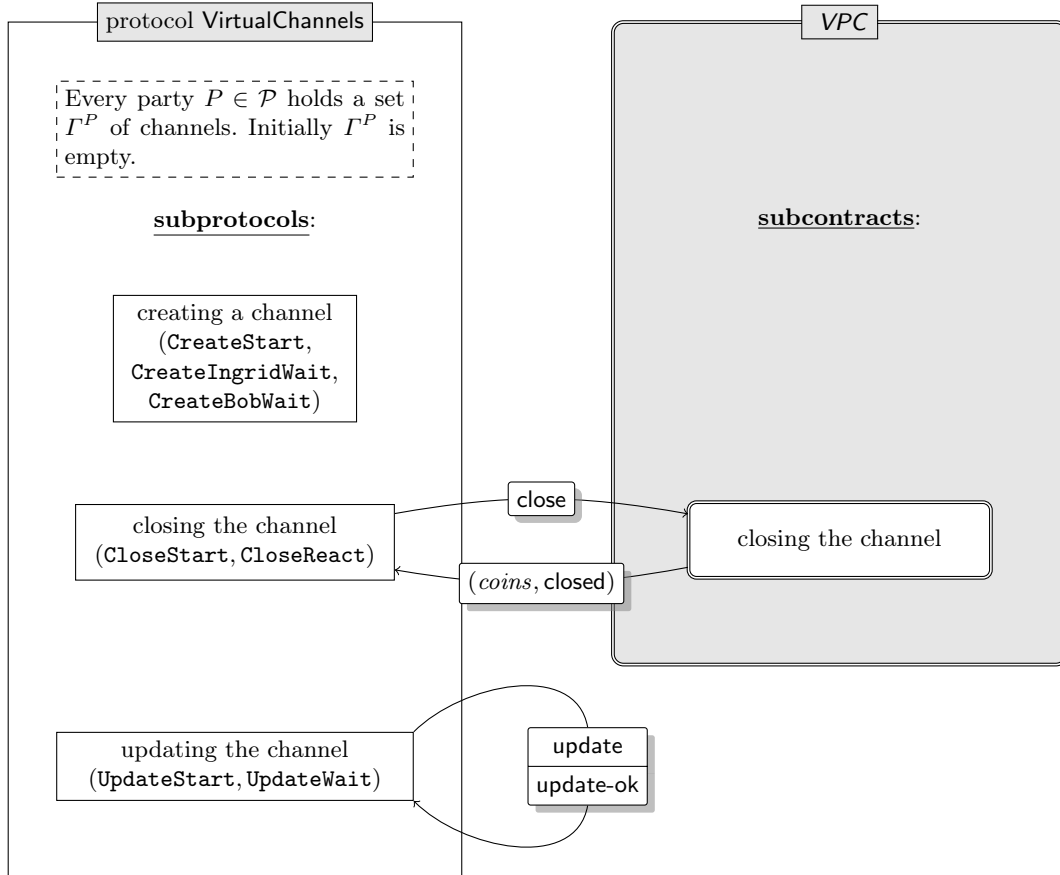 protocol VirtualChannels
VPC
Every party P ∈ 𝒫 holds a set
Γ^P of channels. Initially Γ^P is
empty.
subprotocols:
subcontracts:
creating a channel
(CreateStart,
CreateIngridWait,
CreateBobWait)
close
closing the channel
(CloseStart, CloseReact)
closing the channel
(coins, closed)
update
updating the channel
(UpdateStart, UpdateWait)
update-ok